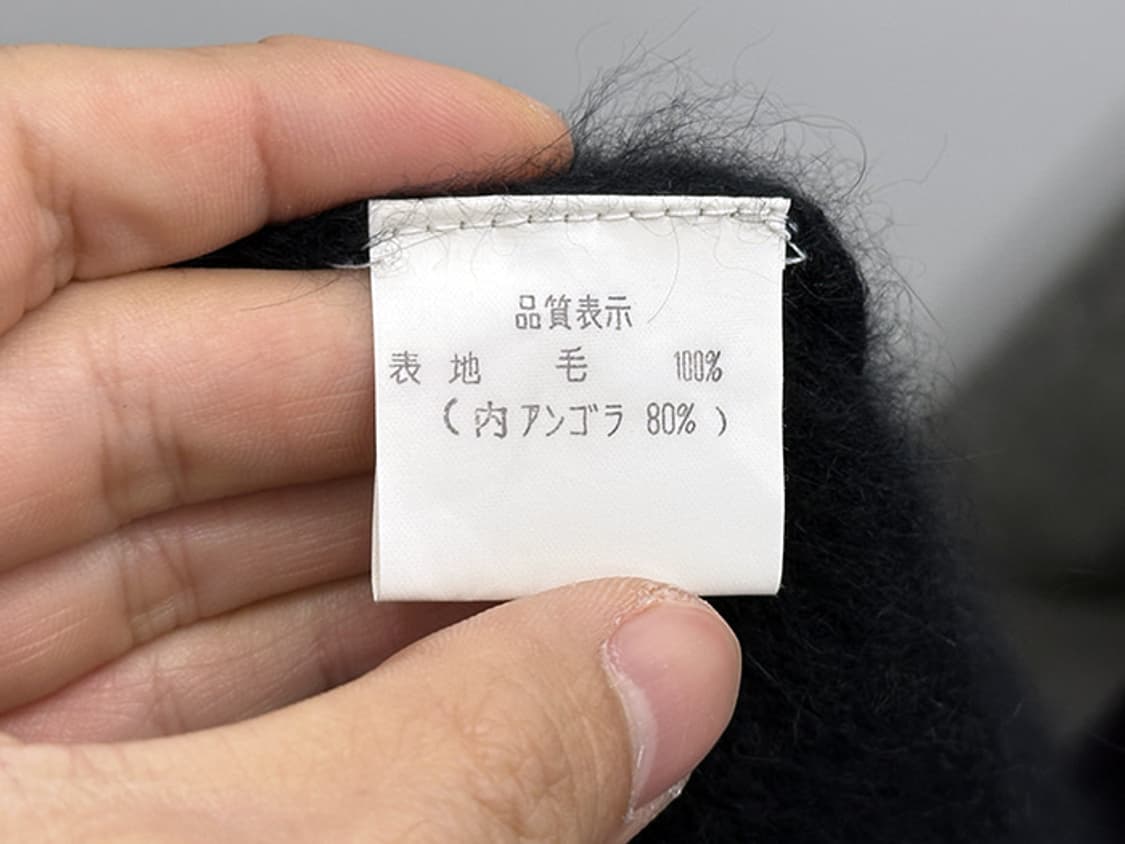 品質表示
表地 毛 100%
(内アンゴラ 80%)